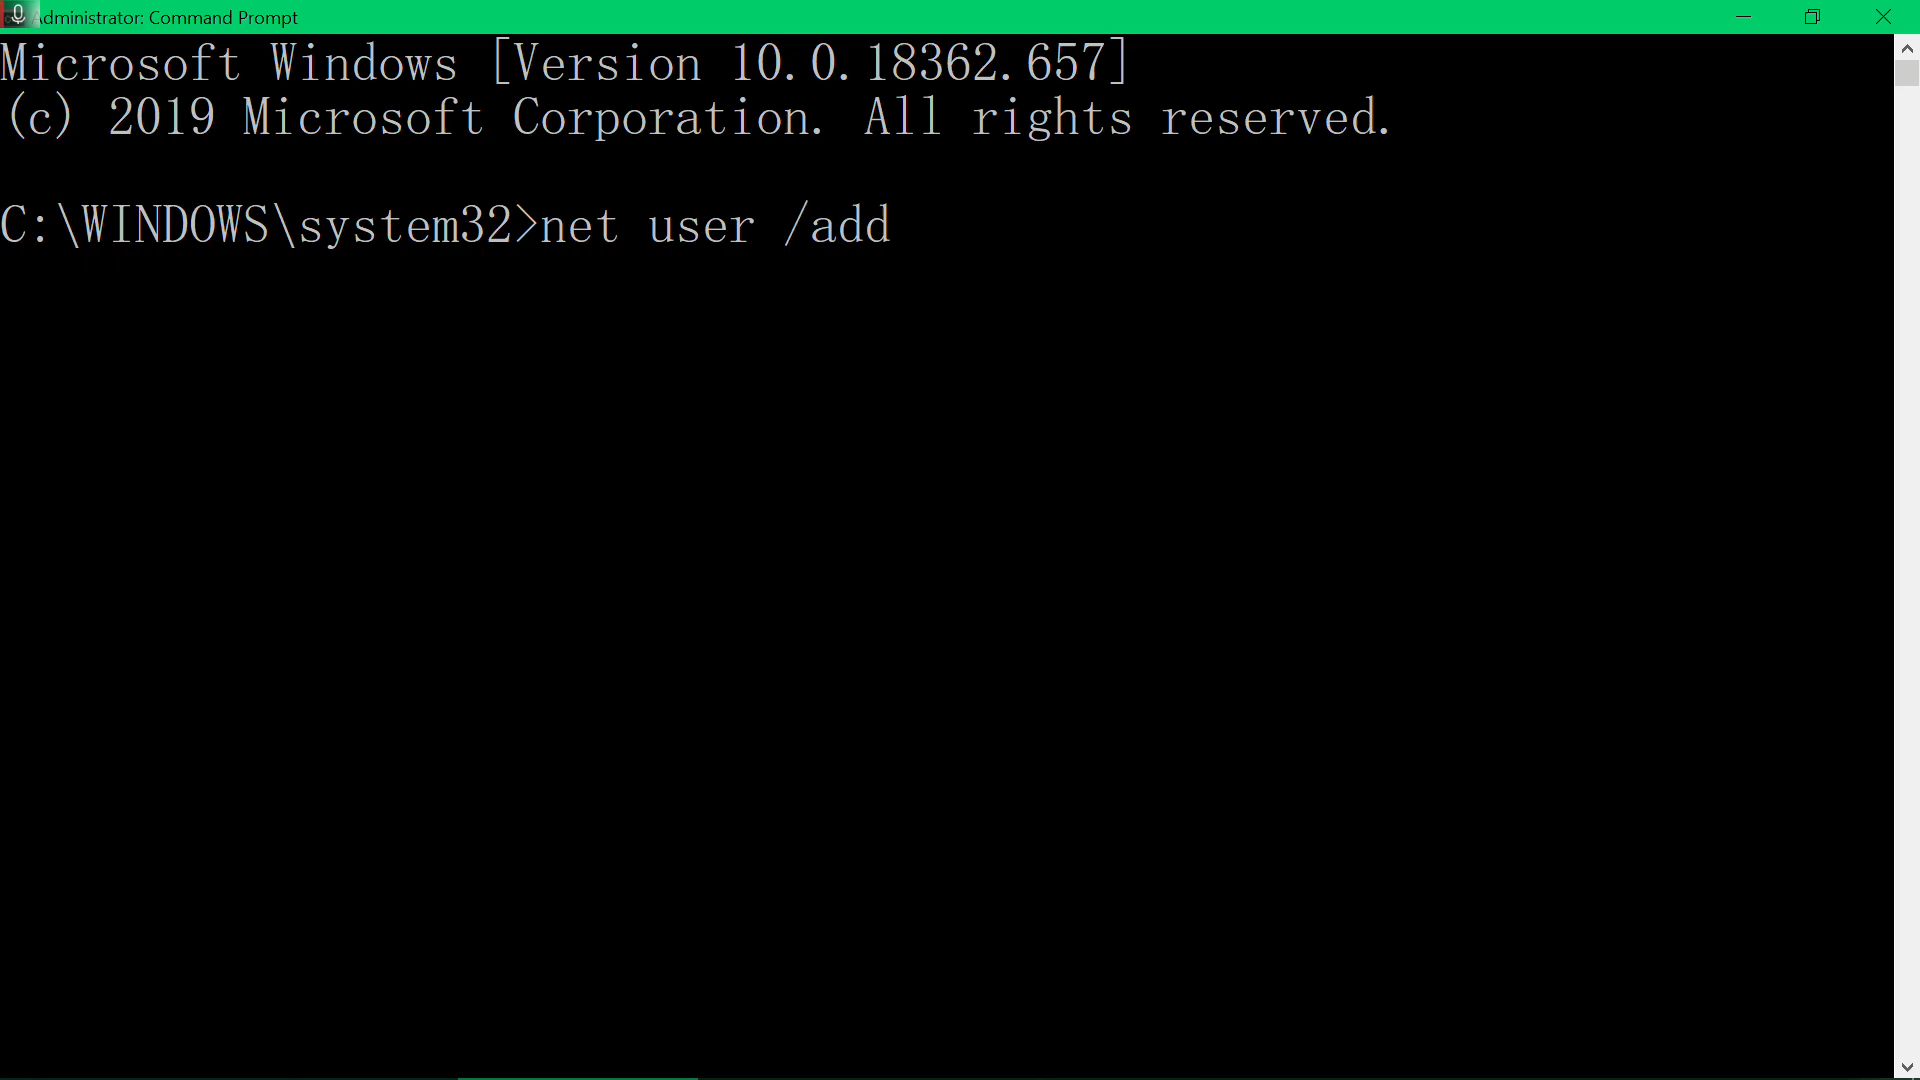 Administrator: Command Prompt
Microsoft Windows [Version 10.0.18362.657]
(c) 2019 Microsoft Corporation. All rights reserved.
C:\WINDOWS\system32>net user /add